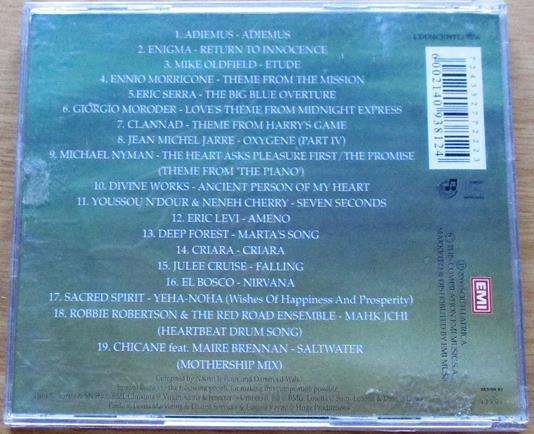 1. ADIEMUS - ADIEMUS
2. ENIGMA - RETURN TO INNOCENCE
3. MIKE OLDFIELD - ETUDE
4. ENNIO MORRICONE - THEME FROM THE MISSION
5.ERIC SERRA - THE BIG BLUE OVERTURE
6. GIORGIO MORODER - LOVE'S THEME FROM MIDNIGHT EXPRESS
7. CLANNAD - THEME FROM HARRY'S GAME
8. JEAN MICHEL JARRE - OXYGENE (PART IV)
9. MICHAEL NYMAN - THE HEART ASKS PLEASURE FIRST/THE PROMISE
(THEME FROM 'THE PIANO')
10. DIVINE WORKS - ANCIENT PERSON OF MY HEART
11. YOUSSOU N'DOUR & NENEH CHERRY - SEVEN SECONDS
12. ERIC LEVI - AMENO
13. DEEP FOREST - MARTA'S SONG
14. CRIARA - CRIARA
15. JULEE CRUISE - FALLING
16. EL BOSCO - NIRVANA
17. SACRED SPIRIT - YEHA-NOHA (Wishes Of Happiness And Prosperity)
18. ROBBIE ROBERTSON & THE RED ROAD ENSEMBLE - MAHK JCHI
(HEARTBEAT DRUM SONG)
19. CHICANE feat. MAIRE BRENNAN - SALTWATER
(MOTHERSHIP MIX)
6002140938124
EMI